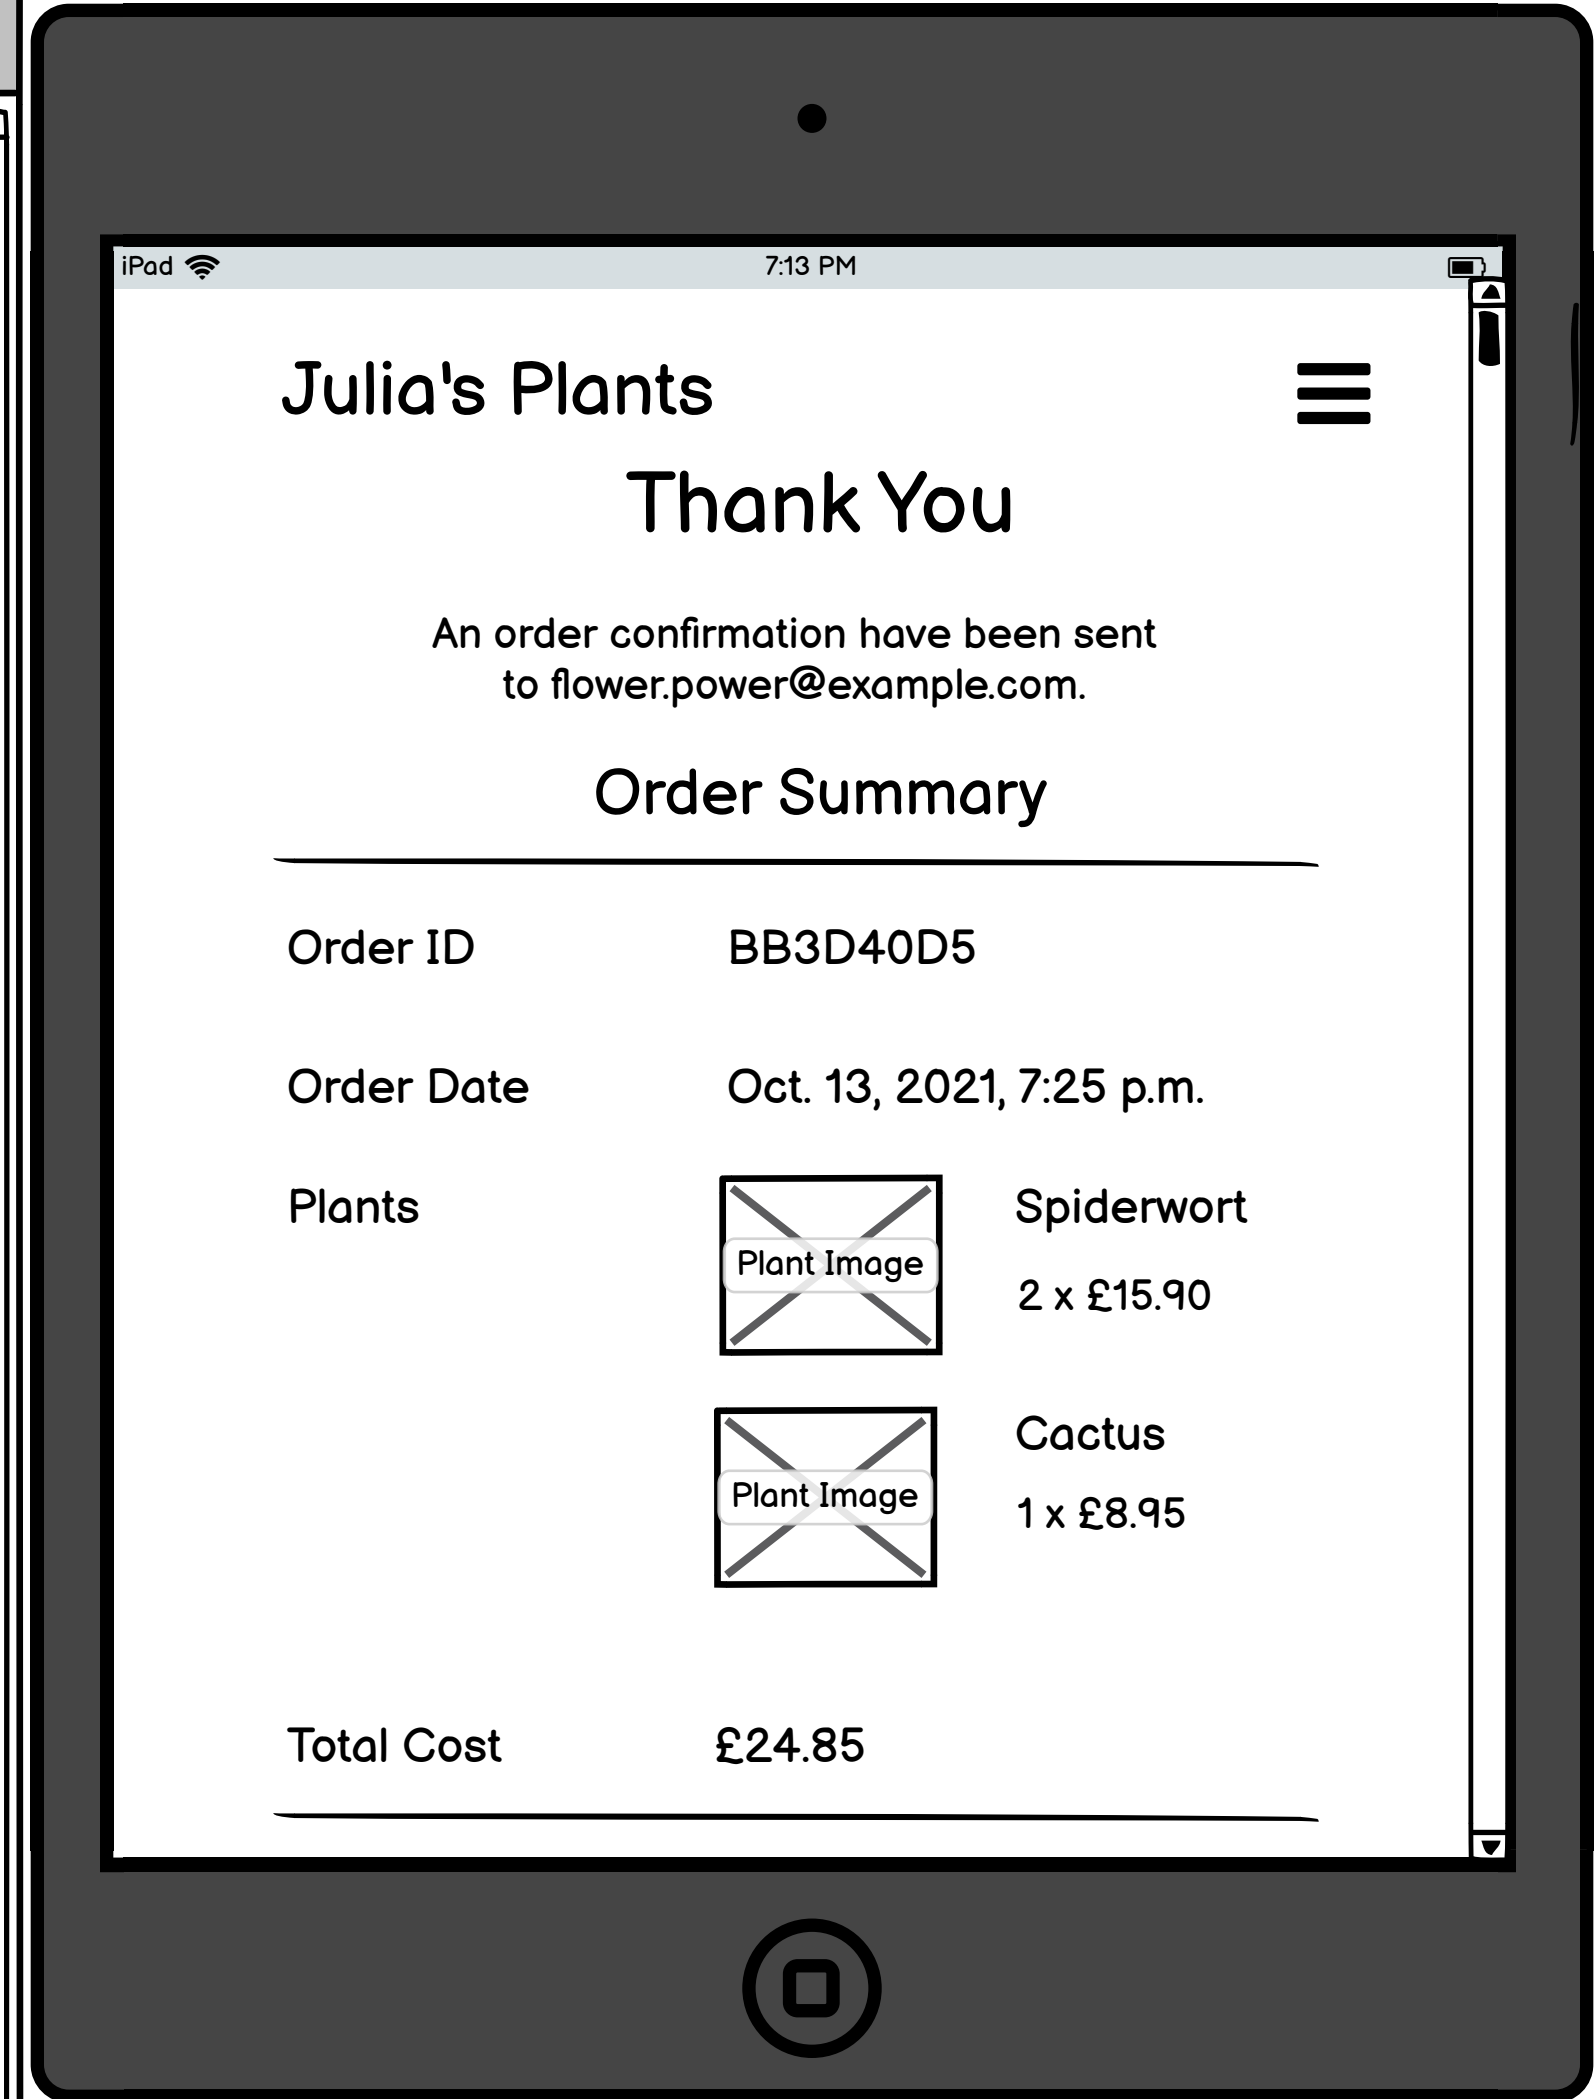 iPad 7:13 PM
Julia's Plants
Thank You
An order confirmation have been sent
to flower.power@example.com.
Order Summary
Order ID BB3D40D5
Order Date Oct. 13, 2021, 7:25 p.m.
Plants
Plant Image
Spiderwort
2 x £15.90
Plant Image
Cactus
1 x £8.95
Total Cost £24.85